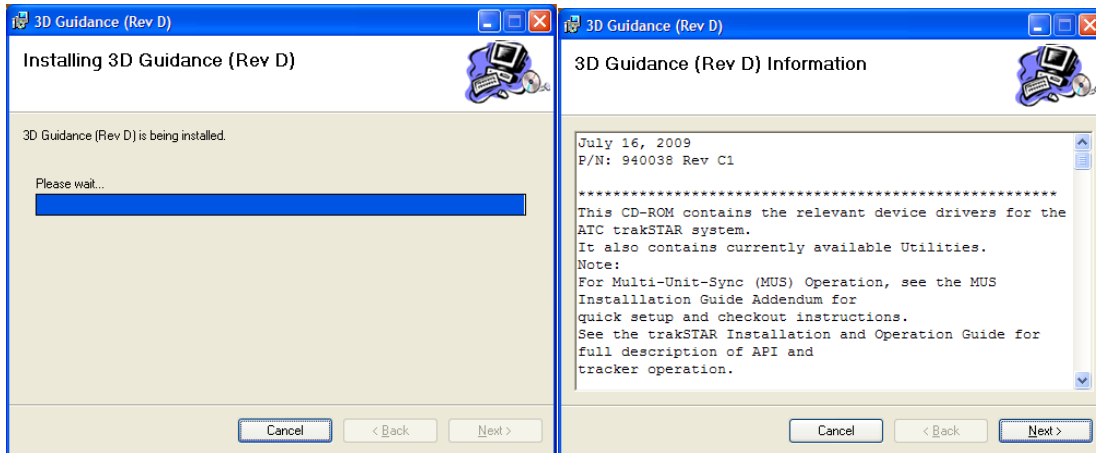 3D Guidance (Rev D)
Installing 3D Guidance (Rev D)
3D Guidance (Rev D) is being installed.
Please wait...
Cancel
< Back
Next >
3D Guidance (Rev D)
3D Guidance (Rev D) Information
July 16, 2009
P/N: 940038 Rev C1
*******************************************************
This CD-ROM contains the relevant device drivers for the
ATC trakSTAR system.
It also contains currently available Utilities.
Note:
For Multi-Unit-Sync (MUS) Operation, see the MUS
Installlation Guide Addendum for
quick setup and checkout instructions.
See the trakSTAR Installation and Operation Guide for
full description of API and
tracker operation.
Cancel
< Back
Next >